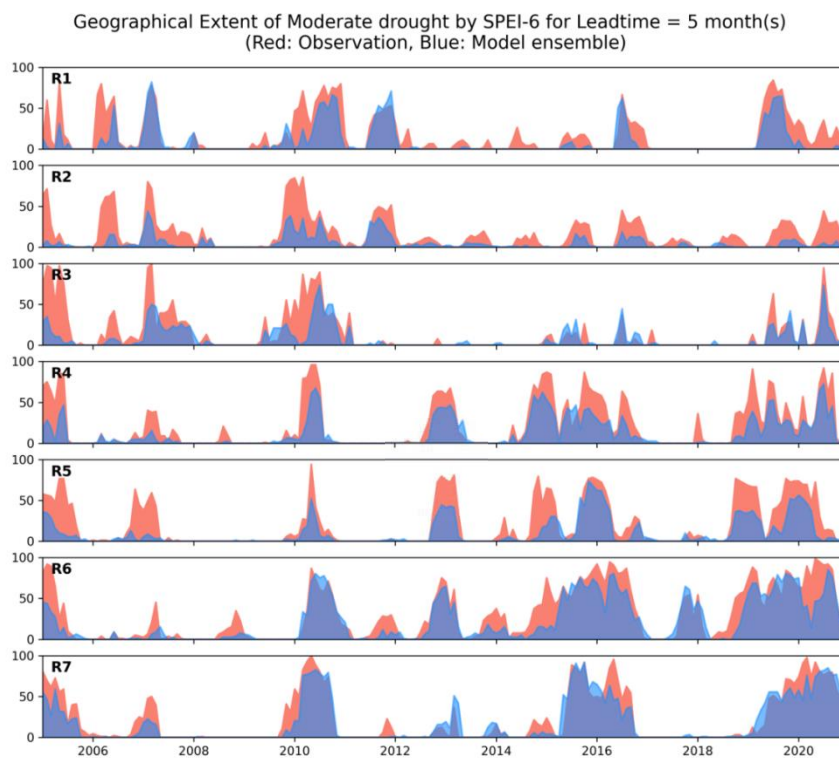 Geographical Extent of Moderate drought by SPEI-6 for Leadtime = 5 month(s)
(Red: Observation, Blue: Model ensemble)
100
R1
50
0
100
R2
50
0
100
R3
50
0
100
R4
50
0
100
R5
50
0
100
R6
50
0
100
R7
50
0
2006 2008 2010 2012 2014 2016 2018 2020